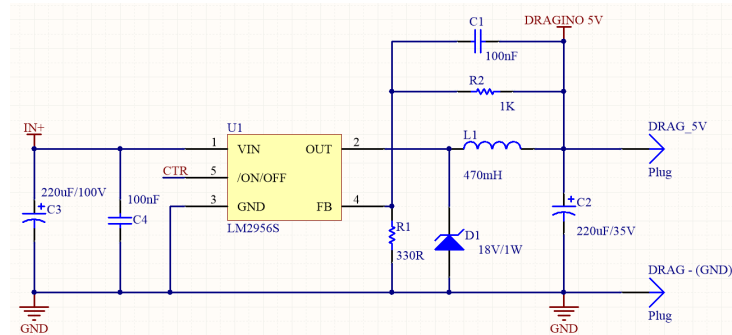 C1
DRAGINO 5V
100nF
R2
1K
IN+
U1
L1
DRAG_5V
1
VIN
OUT
2
CTR
5
/ON/OFF
470mH
Plug
220uF/100V
100nF
3
GND
FB
4
+
C3
C4
LM2956S
R1
330R
D1
18V/1W
+
C2
220uF/35V
DRAG - (GND)
Plug
GND
GND